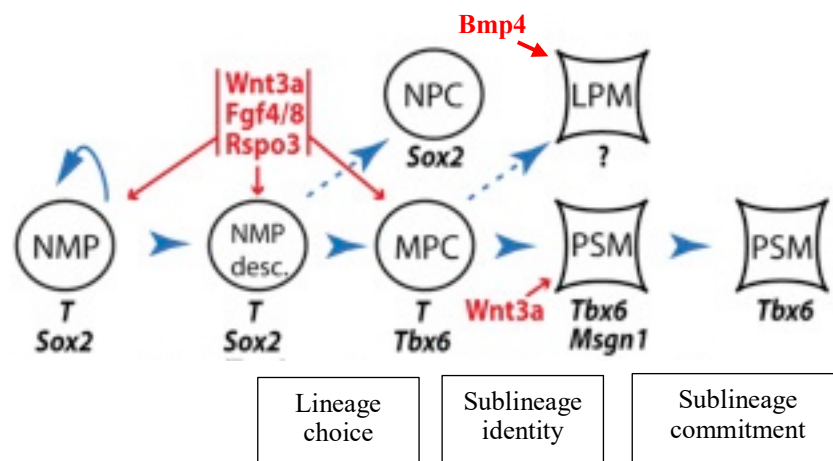 Bmp4
Wnt3a
Fgf4/8
Rspo3
NPC
LPM
Sox2
?
NMP
NMP
desc.
MPC
PSM
PSM
T
Sox2
T
Sox2
T
Tbx6
Wnt3a
Tbx6
Msgn1
Tbx6
Lineage
choice
Sublineage
identity
Sublineage
commitment